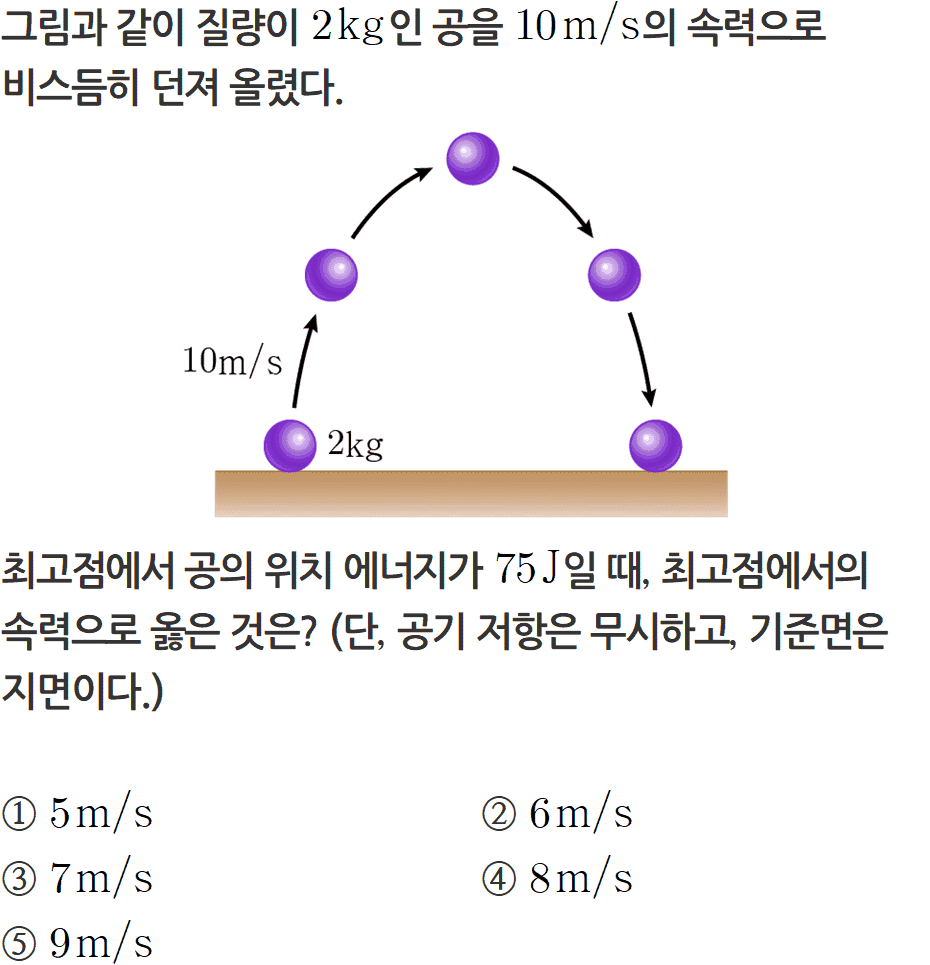 그림과 같이 질량이 2kg인 공을 10m/s의 속력으로
비스듬히 던져 올렸다.
10m/s
2kg
최고점에서 공의 위치 에너지가 75J일 때, 최고점에서의
속력으로 옳은 것은? (단, 공기 저항은 무시하고, 기준면은
지면이다.)
① 5m/s ② 6m/s
③ 7m/s ④ 8m/s
⑤ 9m/s